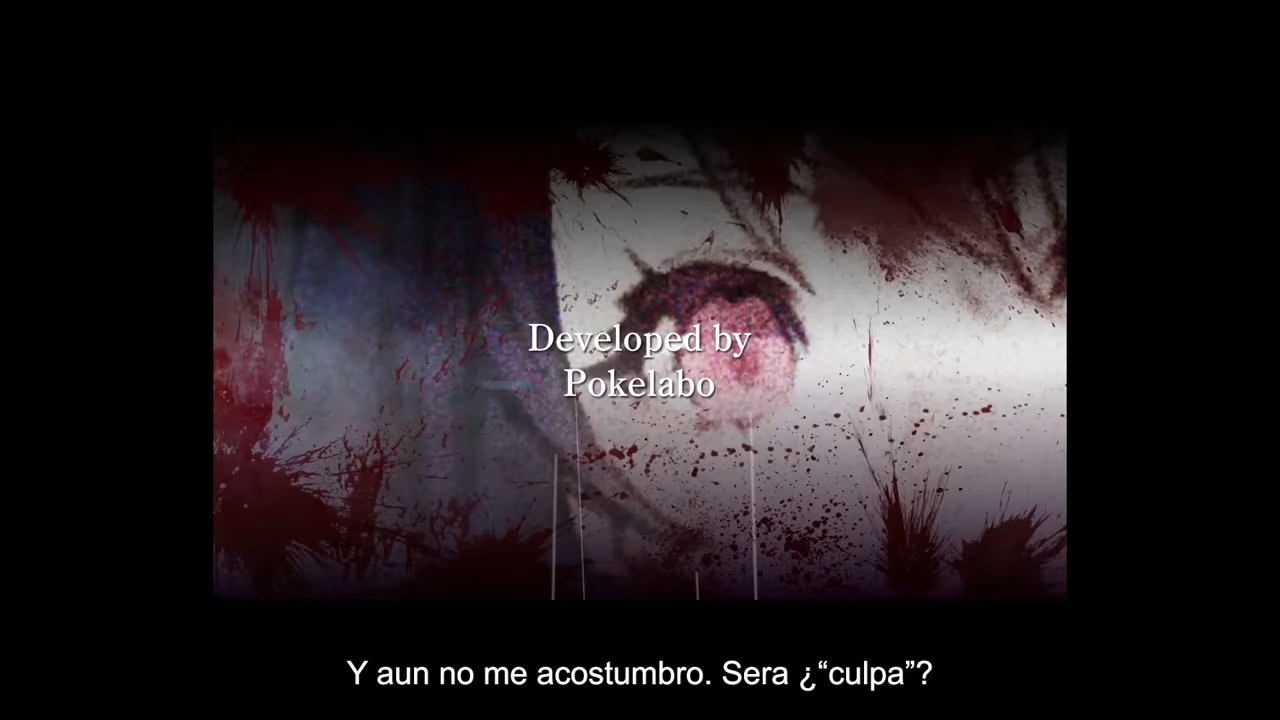 Developed by
Pokelabo
Y aun no me acostumbro. Sera ¿“culpa”?